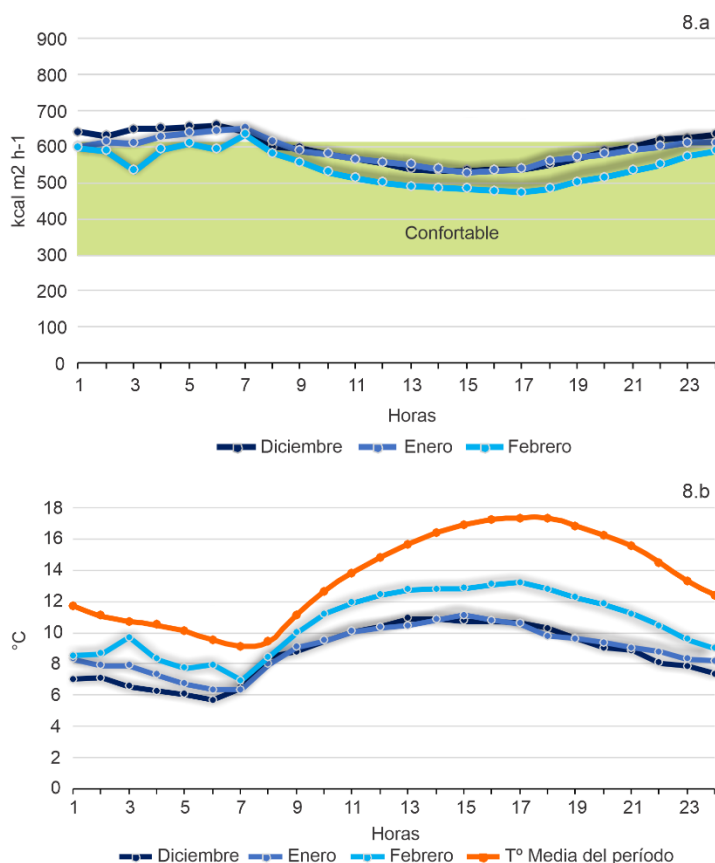 8.a
900
800
700
600
500
400
300
200
100
0
kcal m2 h-1
Confortable
1 3 5 7 9 11 13 15 17 19 21 23
Horas
Diciembre Enero Febrero
8.b
18
16
14
12
10
8
6
4
2
0
°C
1 3 5 7 9 11 13 15 17 19 21 23
Horas
Diciembre Enero Febrero Tº Media del período